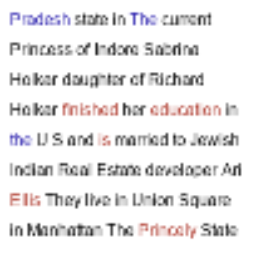 Pradesh state in The current
Princess of Indore Sabrina
Holker daughter of Richard
Holker finished her education in
the U S and is married to Jewish
Indian Real Estate developer Ari
Ellis They live in Union Square
in Manhattan The Princely State